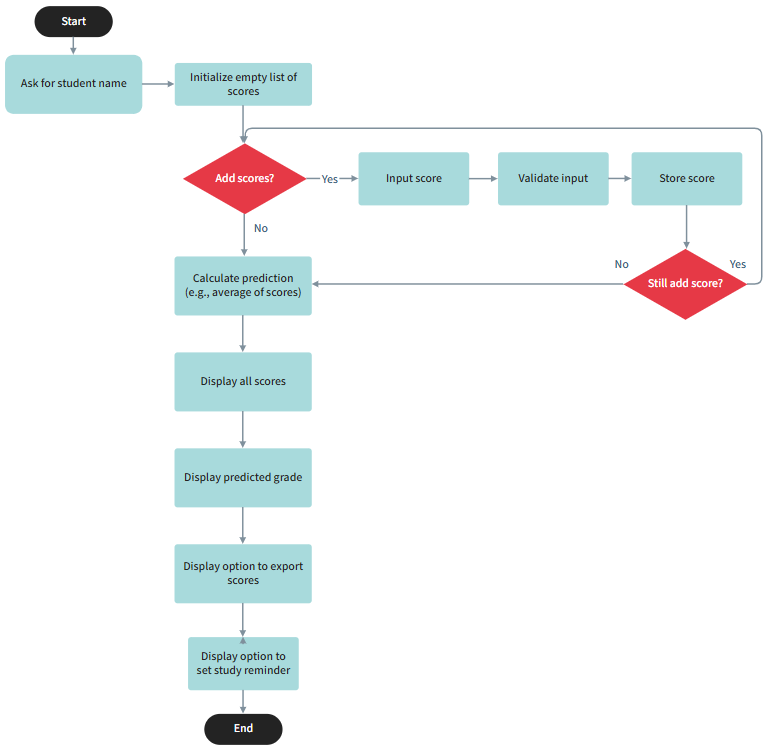 Start
Ask for student name
Initialize empty list of
scores
Add scores?
Yes
Input score
Validate input
Store score
No
No
Yes
Still add score?
Calculate prediction
(e.g., average of scores)
Display all scores
Display predicted grade
Display option to export
scores
Display option to
set study reminder
End